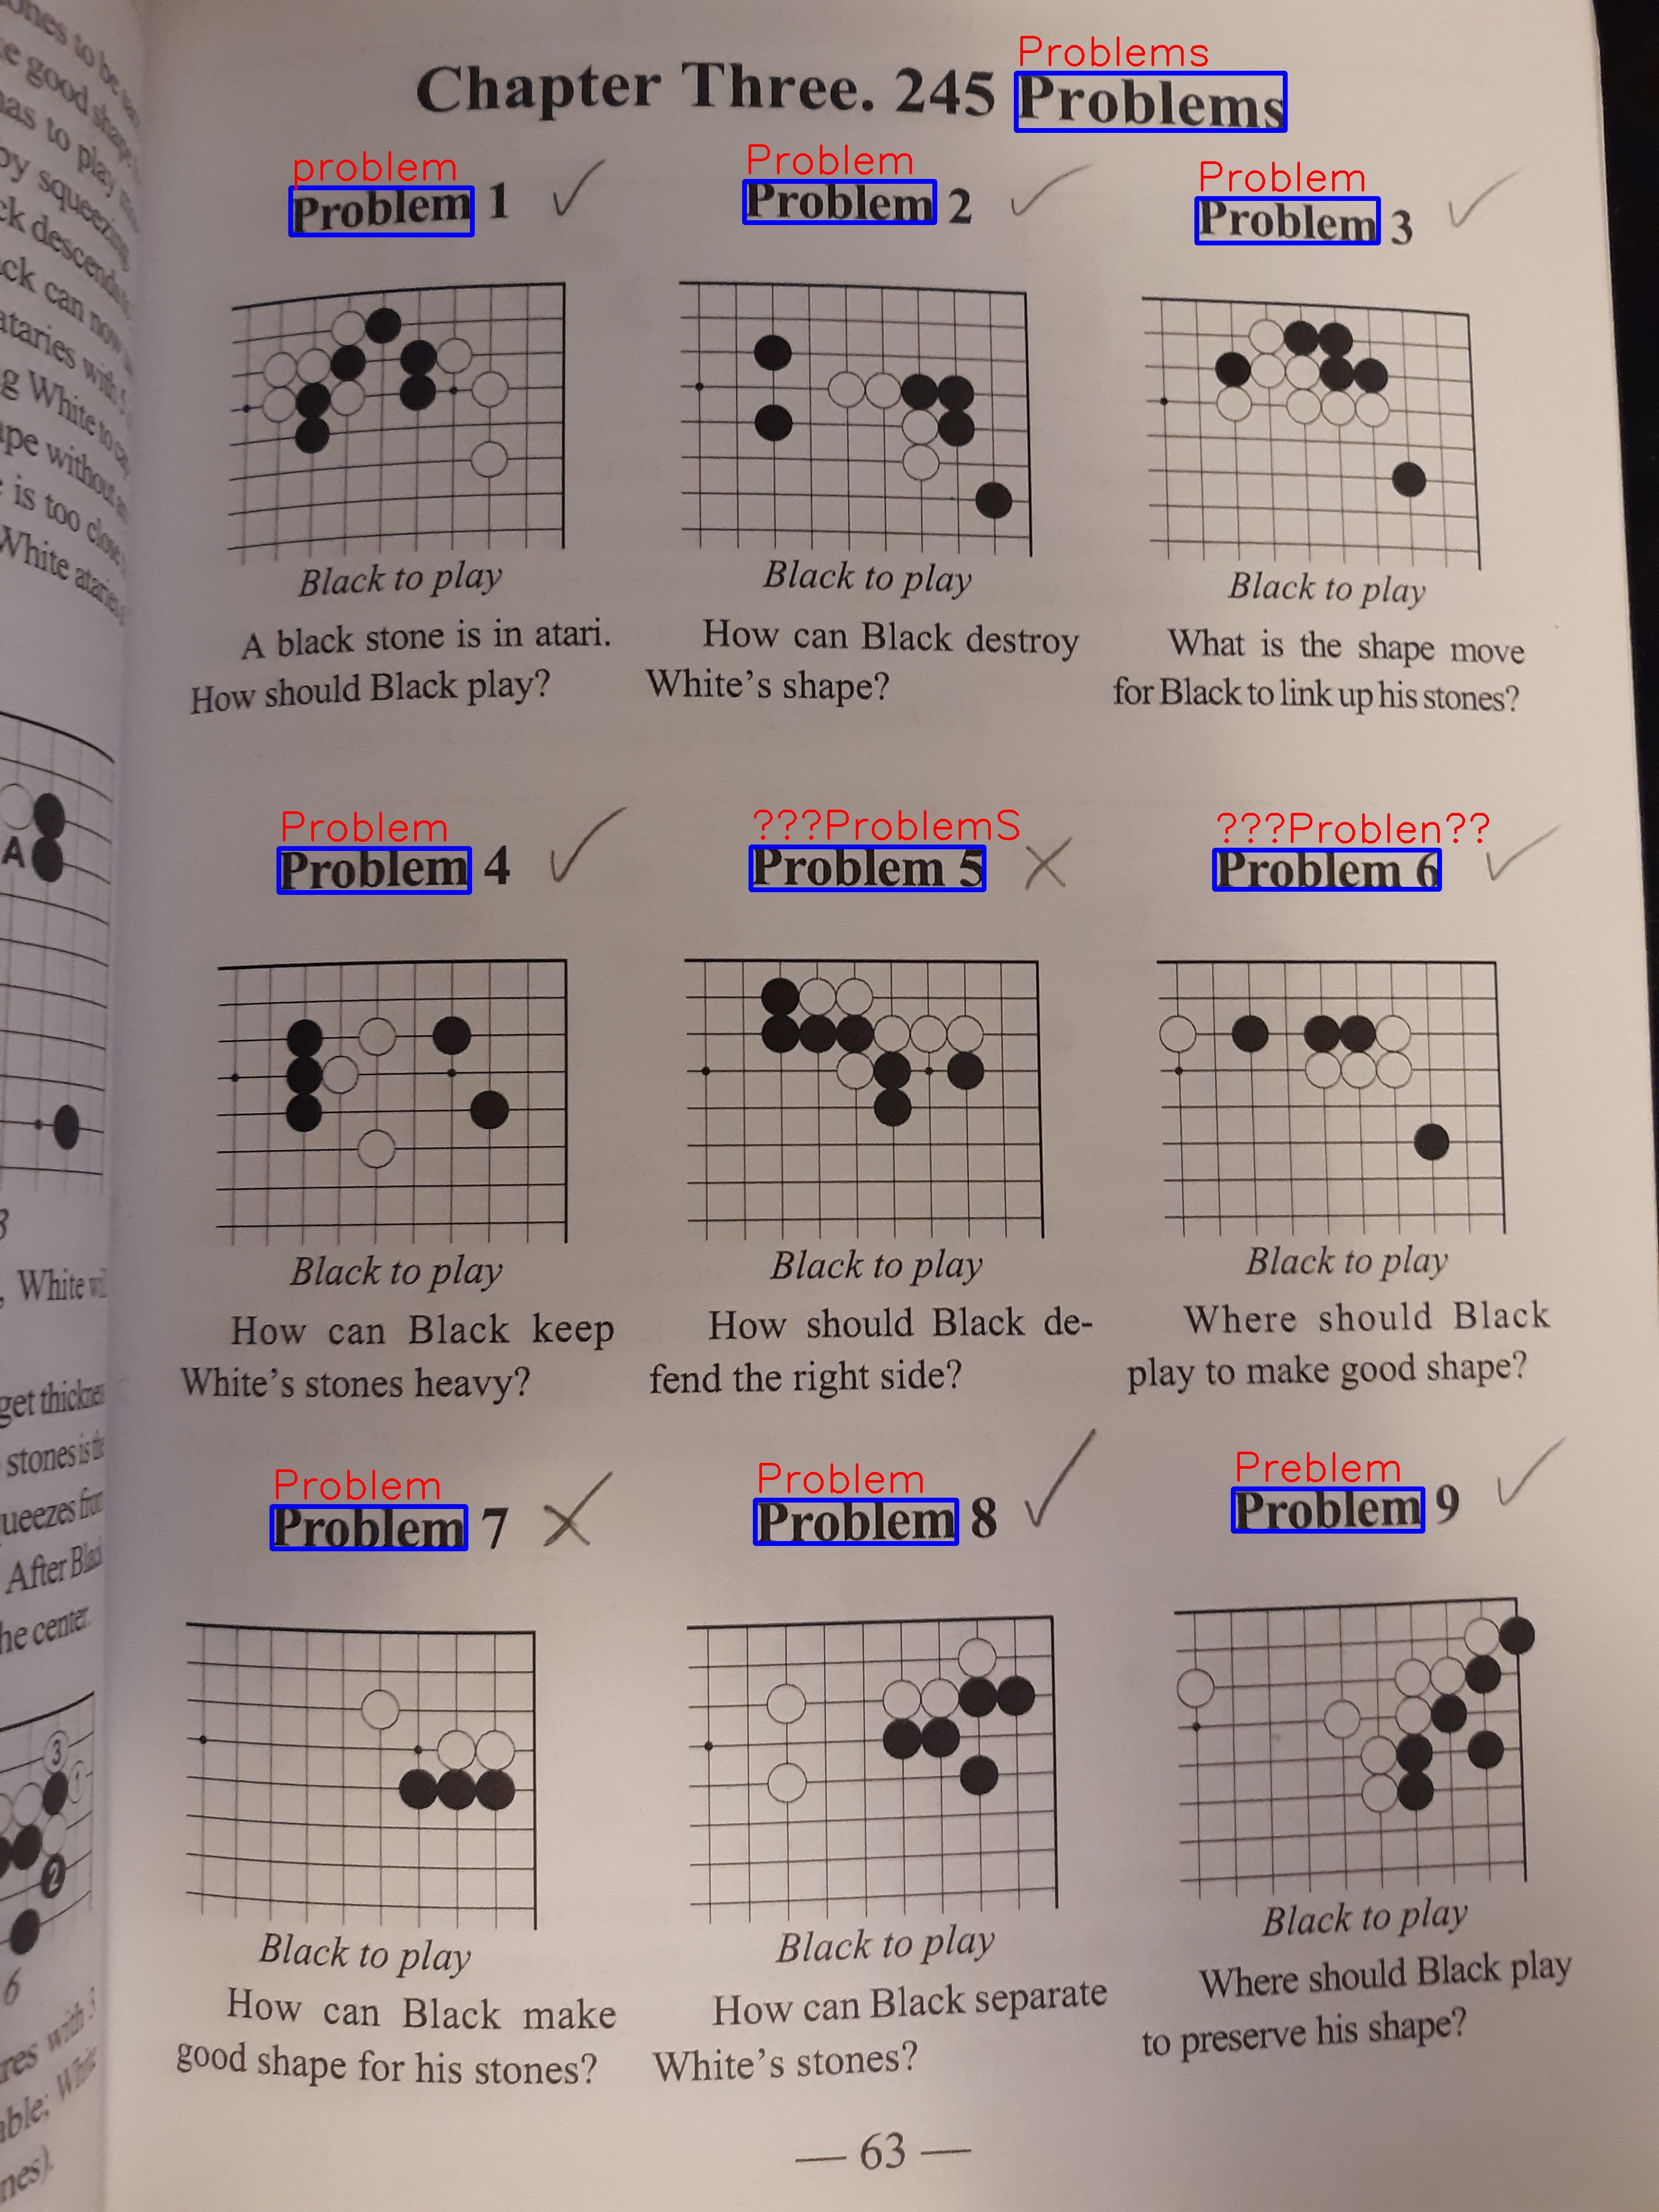 Problems
Chapter Three. 245 Problems
problem
Problem 1
Problem
Problem 2
Problem
Problem 3
Black to play
A black stone is in atari.
How should Black play?
Black to play
How can Black destroy
White's shape?
Black to play
What is the shape move
for Black to link up his stones?
Problem
Problem 4
???ProblemS
Problem 5
???Problen??
Problem 6
Black to play
How can Black keep
White's stones heavy?
Black to play
How should Black de-
fend the right side?
Black to play
Where should Black
play to make good shape?
Problem
Problem 7
Problem
Problem 8
Preblem
Problem 9
Black to play
How can Black make
good shape for his stones?
Black to play
How can Black separate
White's stones?
Black to play
Where should Black play
to preserve his shape?
— 63 —